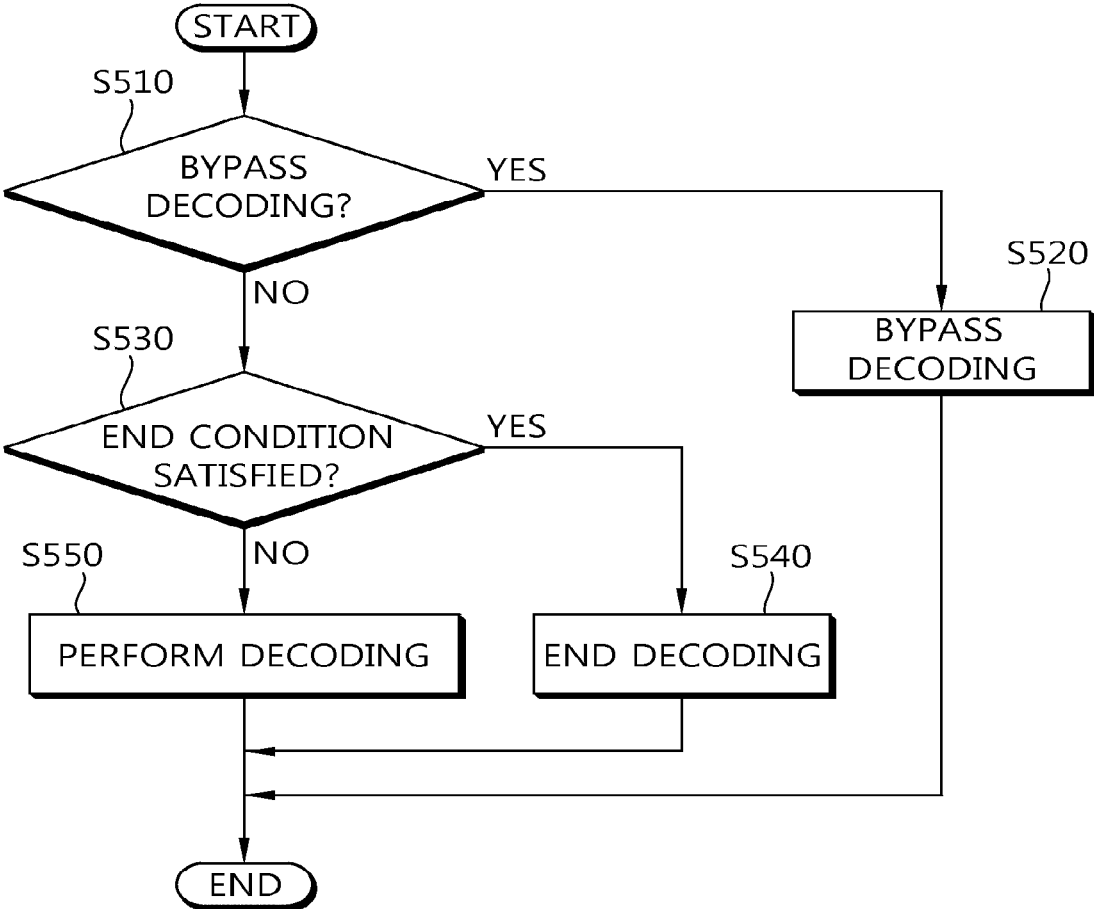 START
S510
BYPASS
DECODING?
YES
NO
S520
BYPASS
DECODING
S530
END CONDITION
SATISFIED?
YES
NO
S550
PERFORM DECODING
S540
END DECODING
END